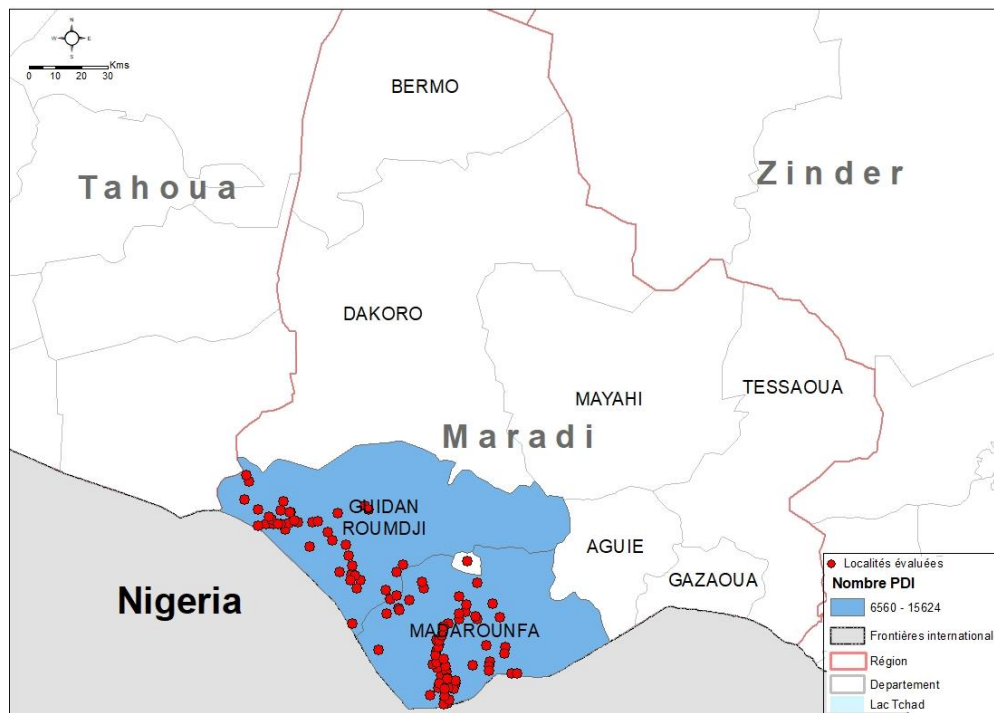 N
W E
S
Kms
0 5 10 20 30
BERMO
Tahoua
Zinder
DAKORO
MAYAHI
TESSAOUA
Maradi
GUIDAN
ROUMDJI
AGUIE
GAZAOUA
Nigeria
MADAROUNFA
Localités évaluées
Nombre PDI
6560 - 15624
Frontières international
Région
Departement
Lac Tchad